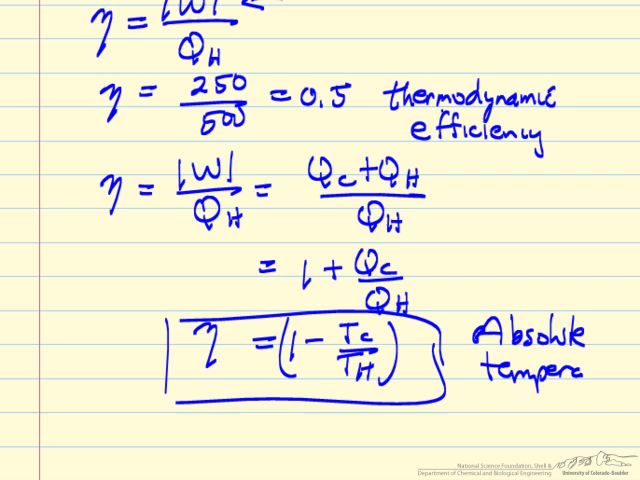 η = |W|
Q_H
η = 250/500 = 0.5 thermodynamic
efficiency
η = |W|/Q_H = (Q_C + Q_H)/Q_H
= 1 + Q_C/Q_H
η = (1 - T_C/T_H) Absolute
tempera
National Science Foundation, Shell &
Department of Chemical and Biological Engineering
University of Colorado-Boulder